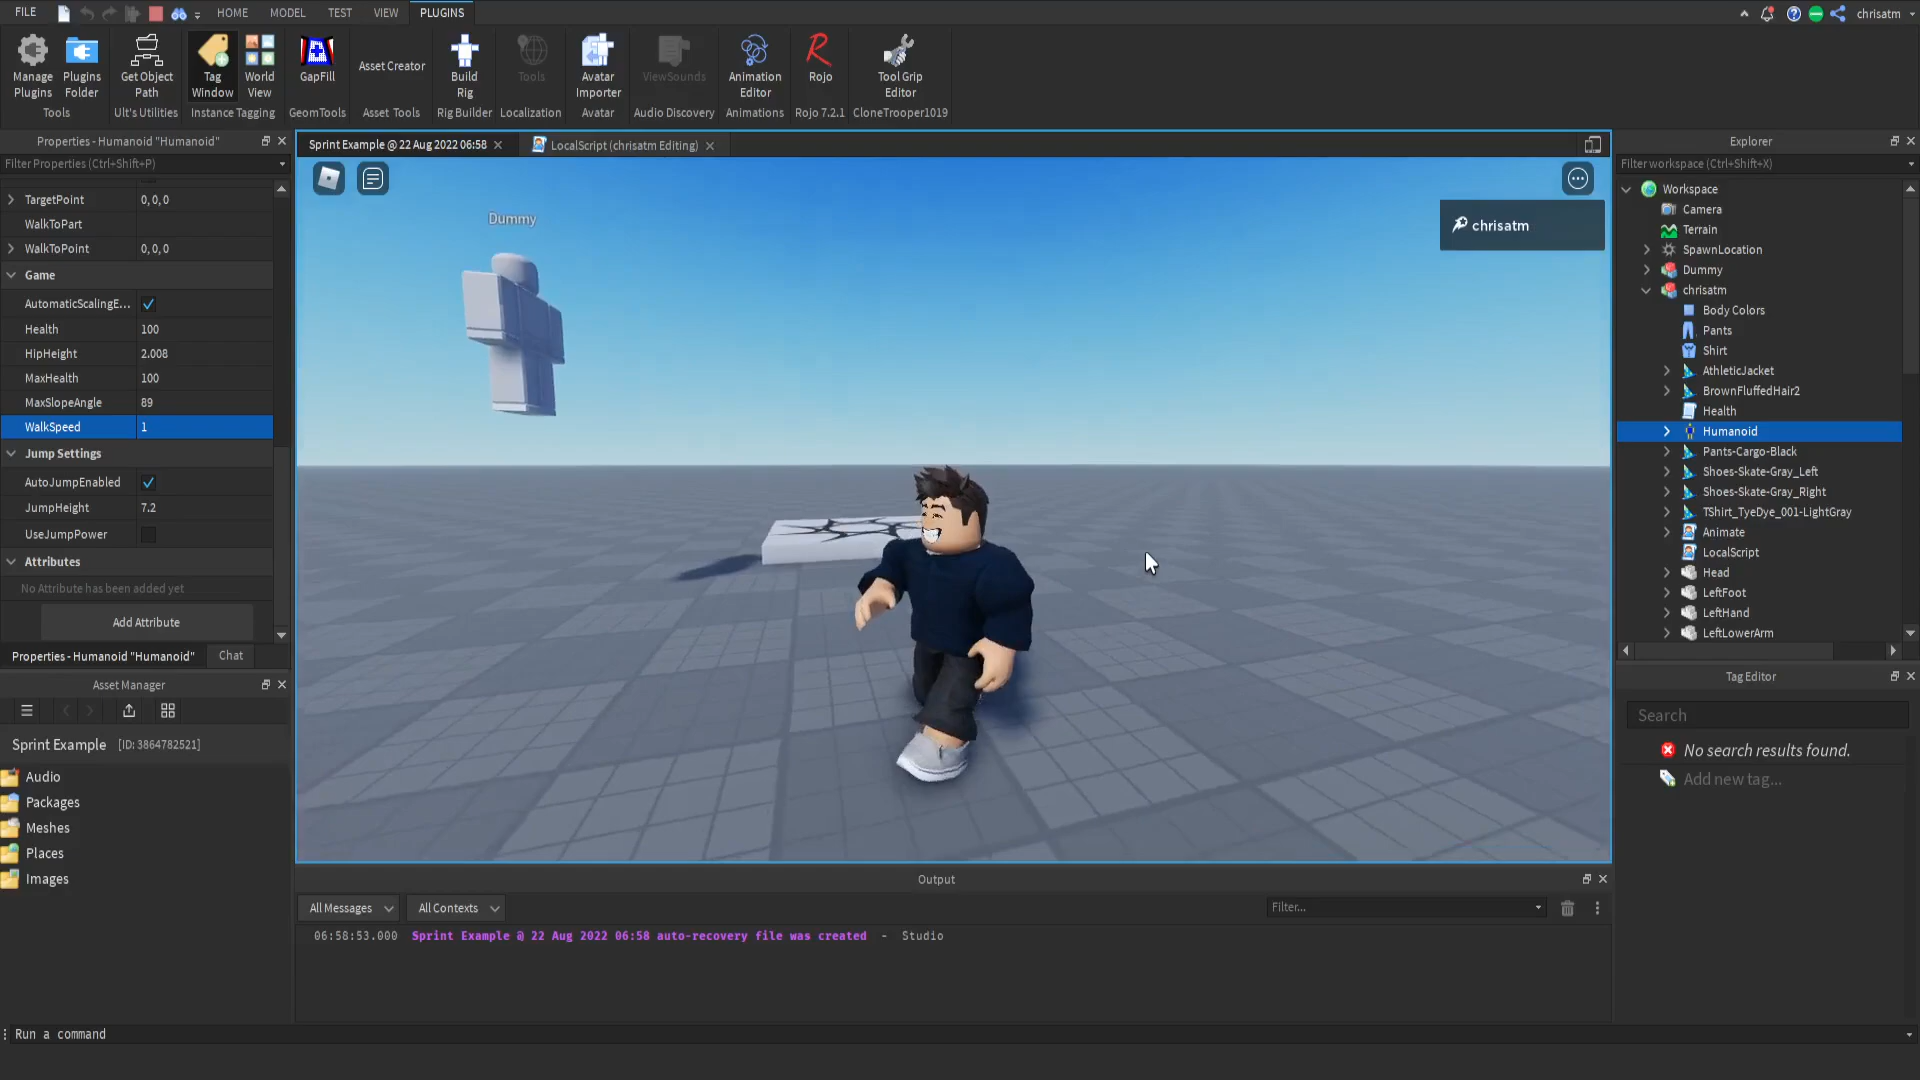 FILE
HOME
MODEL
TEST
VIEW
PLUGINS
chrisatm
Manage Plugins
Plugins Folder
Tools
Get Object Path
Ult's Utilities
Tag Window
World View
Instance Tagging
GapFill
GeomTools
Asset Creator
Asset Tools
Build Rig
Rig Builder
Tools
Localization
Avatar Importer
Avatar
ViewSounds
Audio Discovery
Animation Editor
Animations
Rojo
Rojo 7.2.1
Tool Grip Editor
CloneTrooper1019
Properties - Humanoid "Humanoid"
Filter Properties (Ctrl+Shift+P)
TargetPoint 0, 0, 0
WalkToPart
WalkToPoint 0, 0, 0
Game
AutomaticScalingE...
Health 100
HipHeight 2.008
MaxHealth 100
MaxSlopeAngle 89
WalkSpeed 1
Jump Settings
AutoJumpEnabled
JumpHeight 7.2
UseJumpPower
Attributes
No Attribute has been added yet
Add Attribute
Properties - Humanoid "Humanoid"
Chat
Asset Manager
Sprint Example [ID: 3864782521]
Audio
Packages
Meshes
Places
Images
Sprint Example @ 22 Aug 2022 06:58
LocalScript (chrisatm Editing)
Dummy
chrisatm
Output
All Messages
All Contexts
Filter...
06:58:53.000 Sprint Example @ 22 Aug 2022 06:58 auto-recovery file was created - Studio
Explorer
Filter workspace (Ctrl+Shift+X)
Workspace
Camera
Terrain
SpawnLocation
Dummy
chrisatm
Body Colors
Pants
Shirt
AthleticJacket
BrownFluffedHair2
Health
Humanoid
Pants-Cargo-Black
Shoes-Skate-Gray_Left
Shoes-Skate-Gray_Right
TShirt_TyeDye_001-LightGray
Animate
LocalScript
Head
LeftFoot
LeftHand
LeftLowerArm
Tag Editor
Search
No search results found.
Add new tag...
Run a command